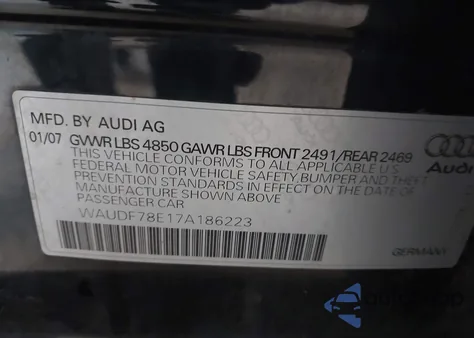 MFD. BY AUDI AG
01/07 GVWR LBS 4850 GAWR LBS FRONT 2491/REAR 2469
THIS VEHICLE CONFORMS TO ALL APPLICABLE U.S.
FEDERAL MOTOR VEHICLE SAFETY, BUMPER AND THEFT
PREVENTION STANDARDS IN EFFECT ON THE DATE OF
MANUFACTURE SHOWN ABOVE
PASSENGER CAR
Audi
WAUDF78E17A186223
GERMANY